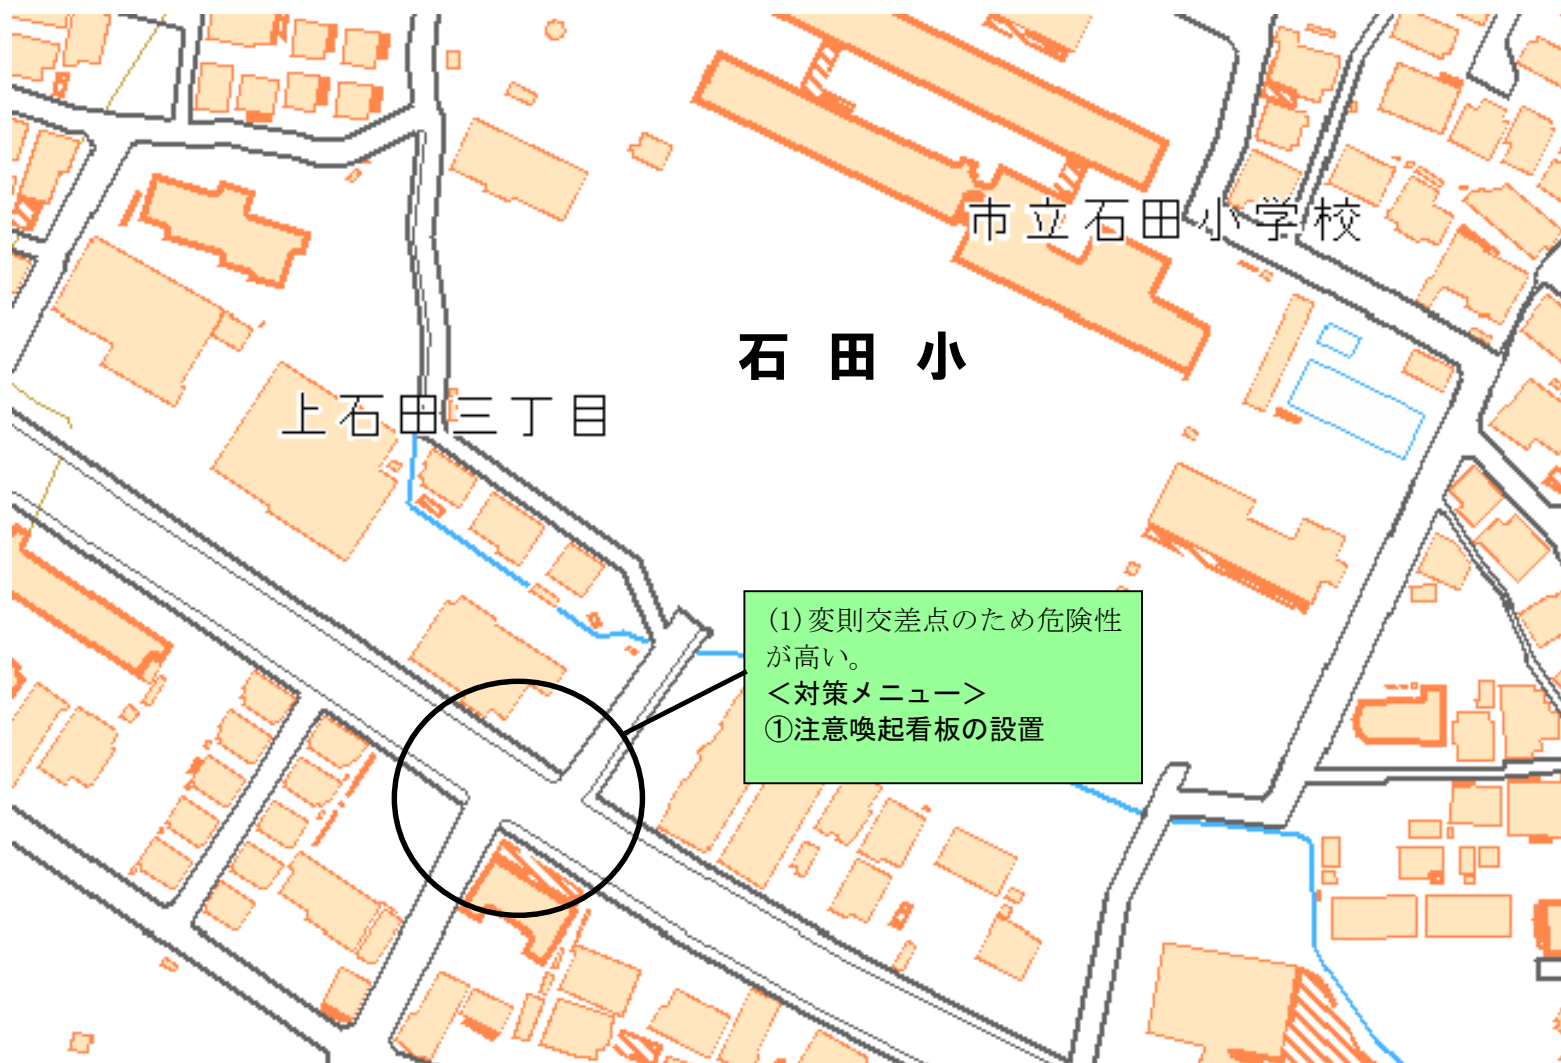 市立石田小学校
石田小
上石田三丁目
(1)変則交差点のため危険性
が高い。
＜対策メニュー＞
①注意喚起看板の設置